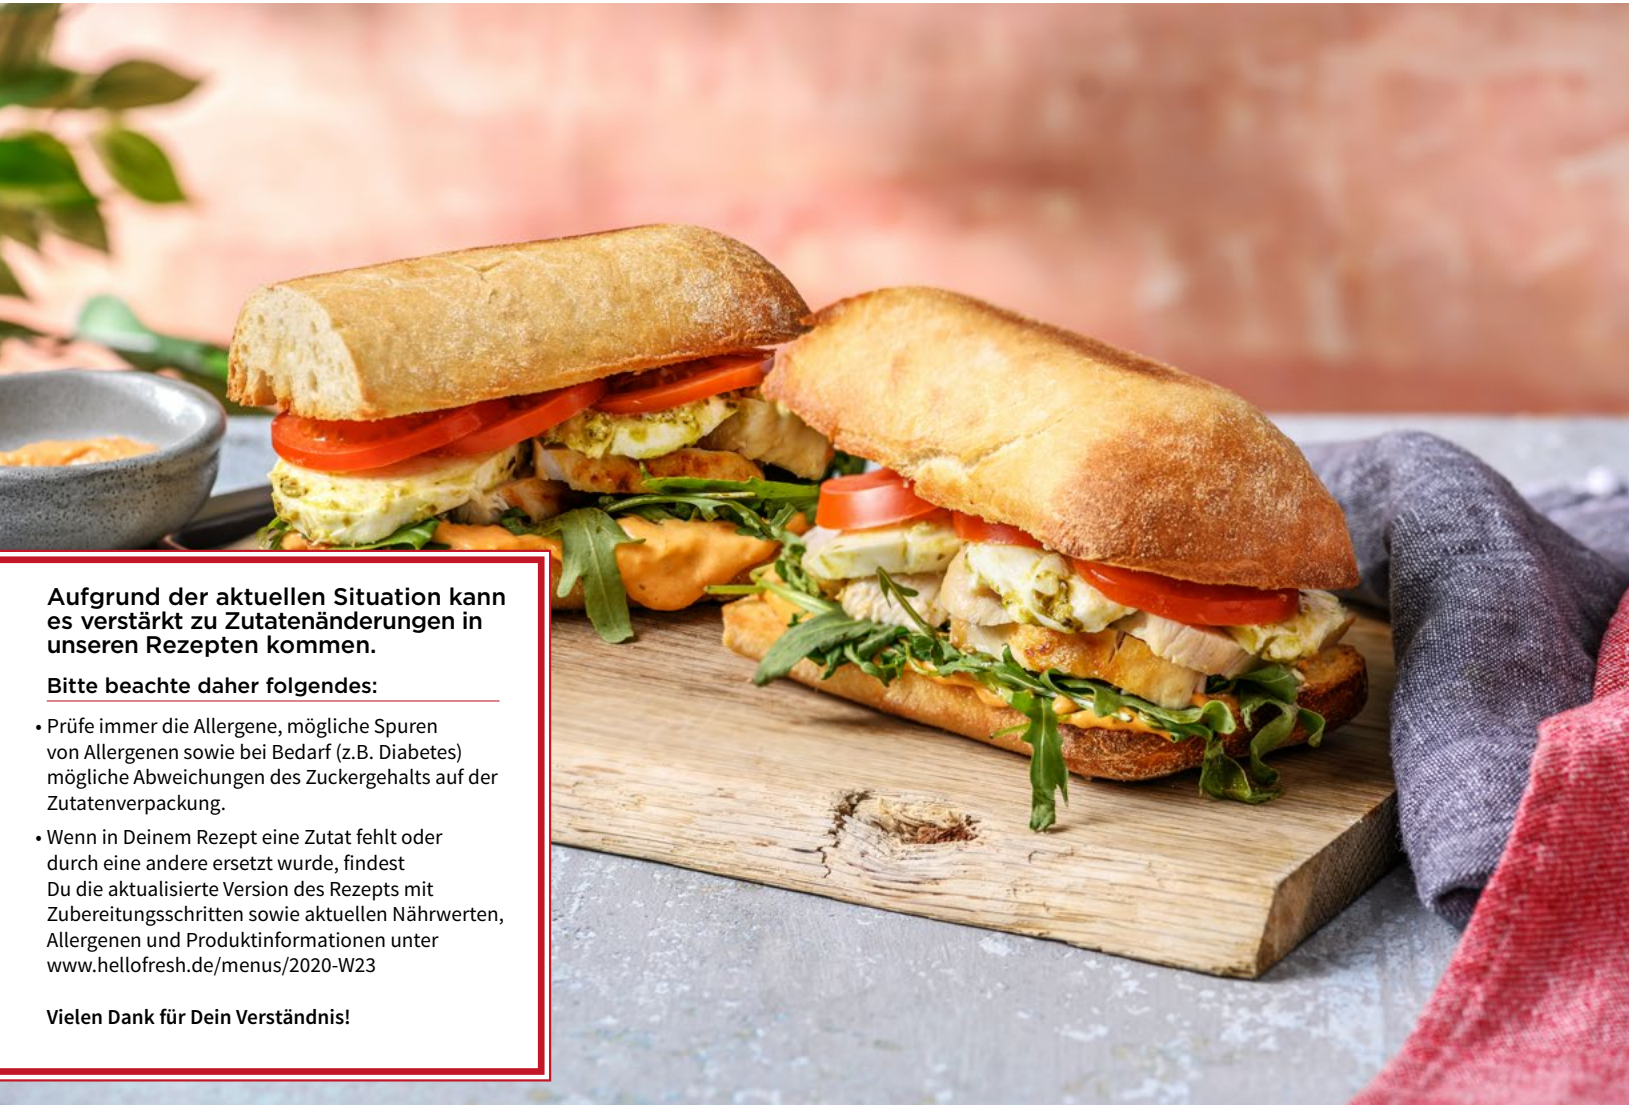 Aufgrund der aktuellen Situation kann
es verstärkt zu Zutatenänderungen in
unseren Rezepten kommen.
Bitte beachte daher folgendes:
• Prüfe immer die Allergene, mögliche Spuren
von Allergenen sowie bei Bedarf (z.B. Diabetes)
mögliche Abweichungen des Zuckergehalts auf der
Zutatenverpackung.
• Wenn in Deinem Rezept eine Zutat fehlt oder
durch eine andere ersetzt wurde, findest
Du die aktualisierte Version des Rezepts mit
Zubereitungsschritten sowie aktuellen Nährwerten,
Allergenen und Produktinformationen unter
www.hellofresh.de/menus/2020-W23
Vielen Dank für Dein Verständnis!